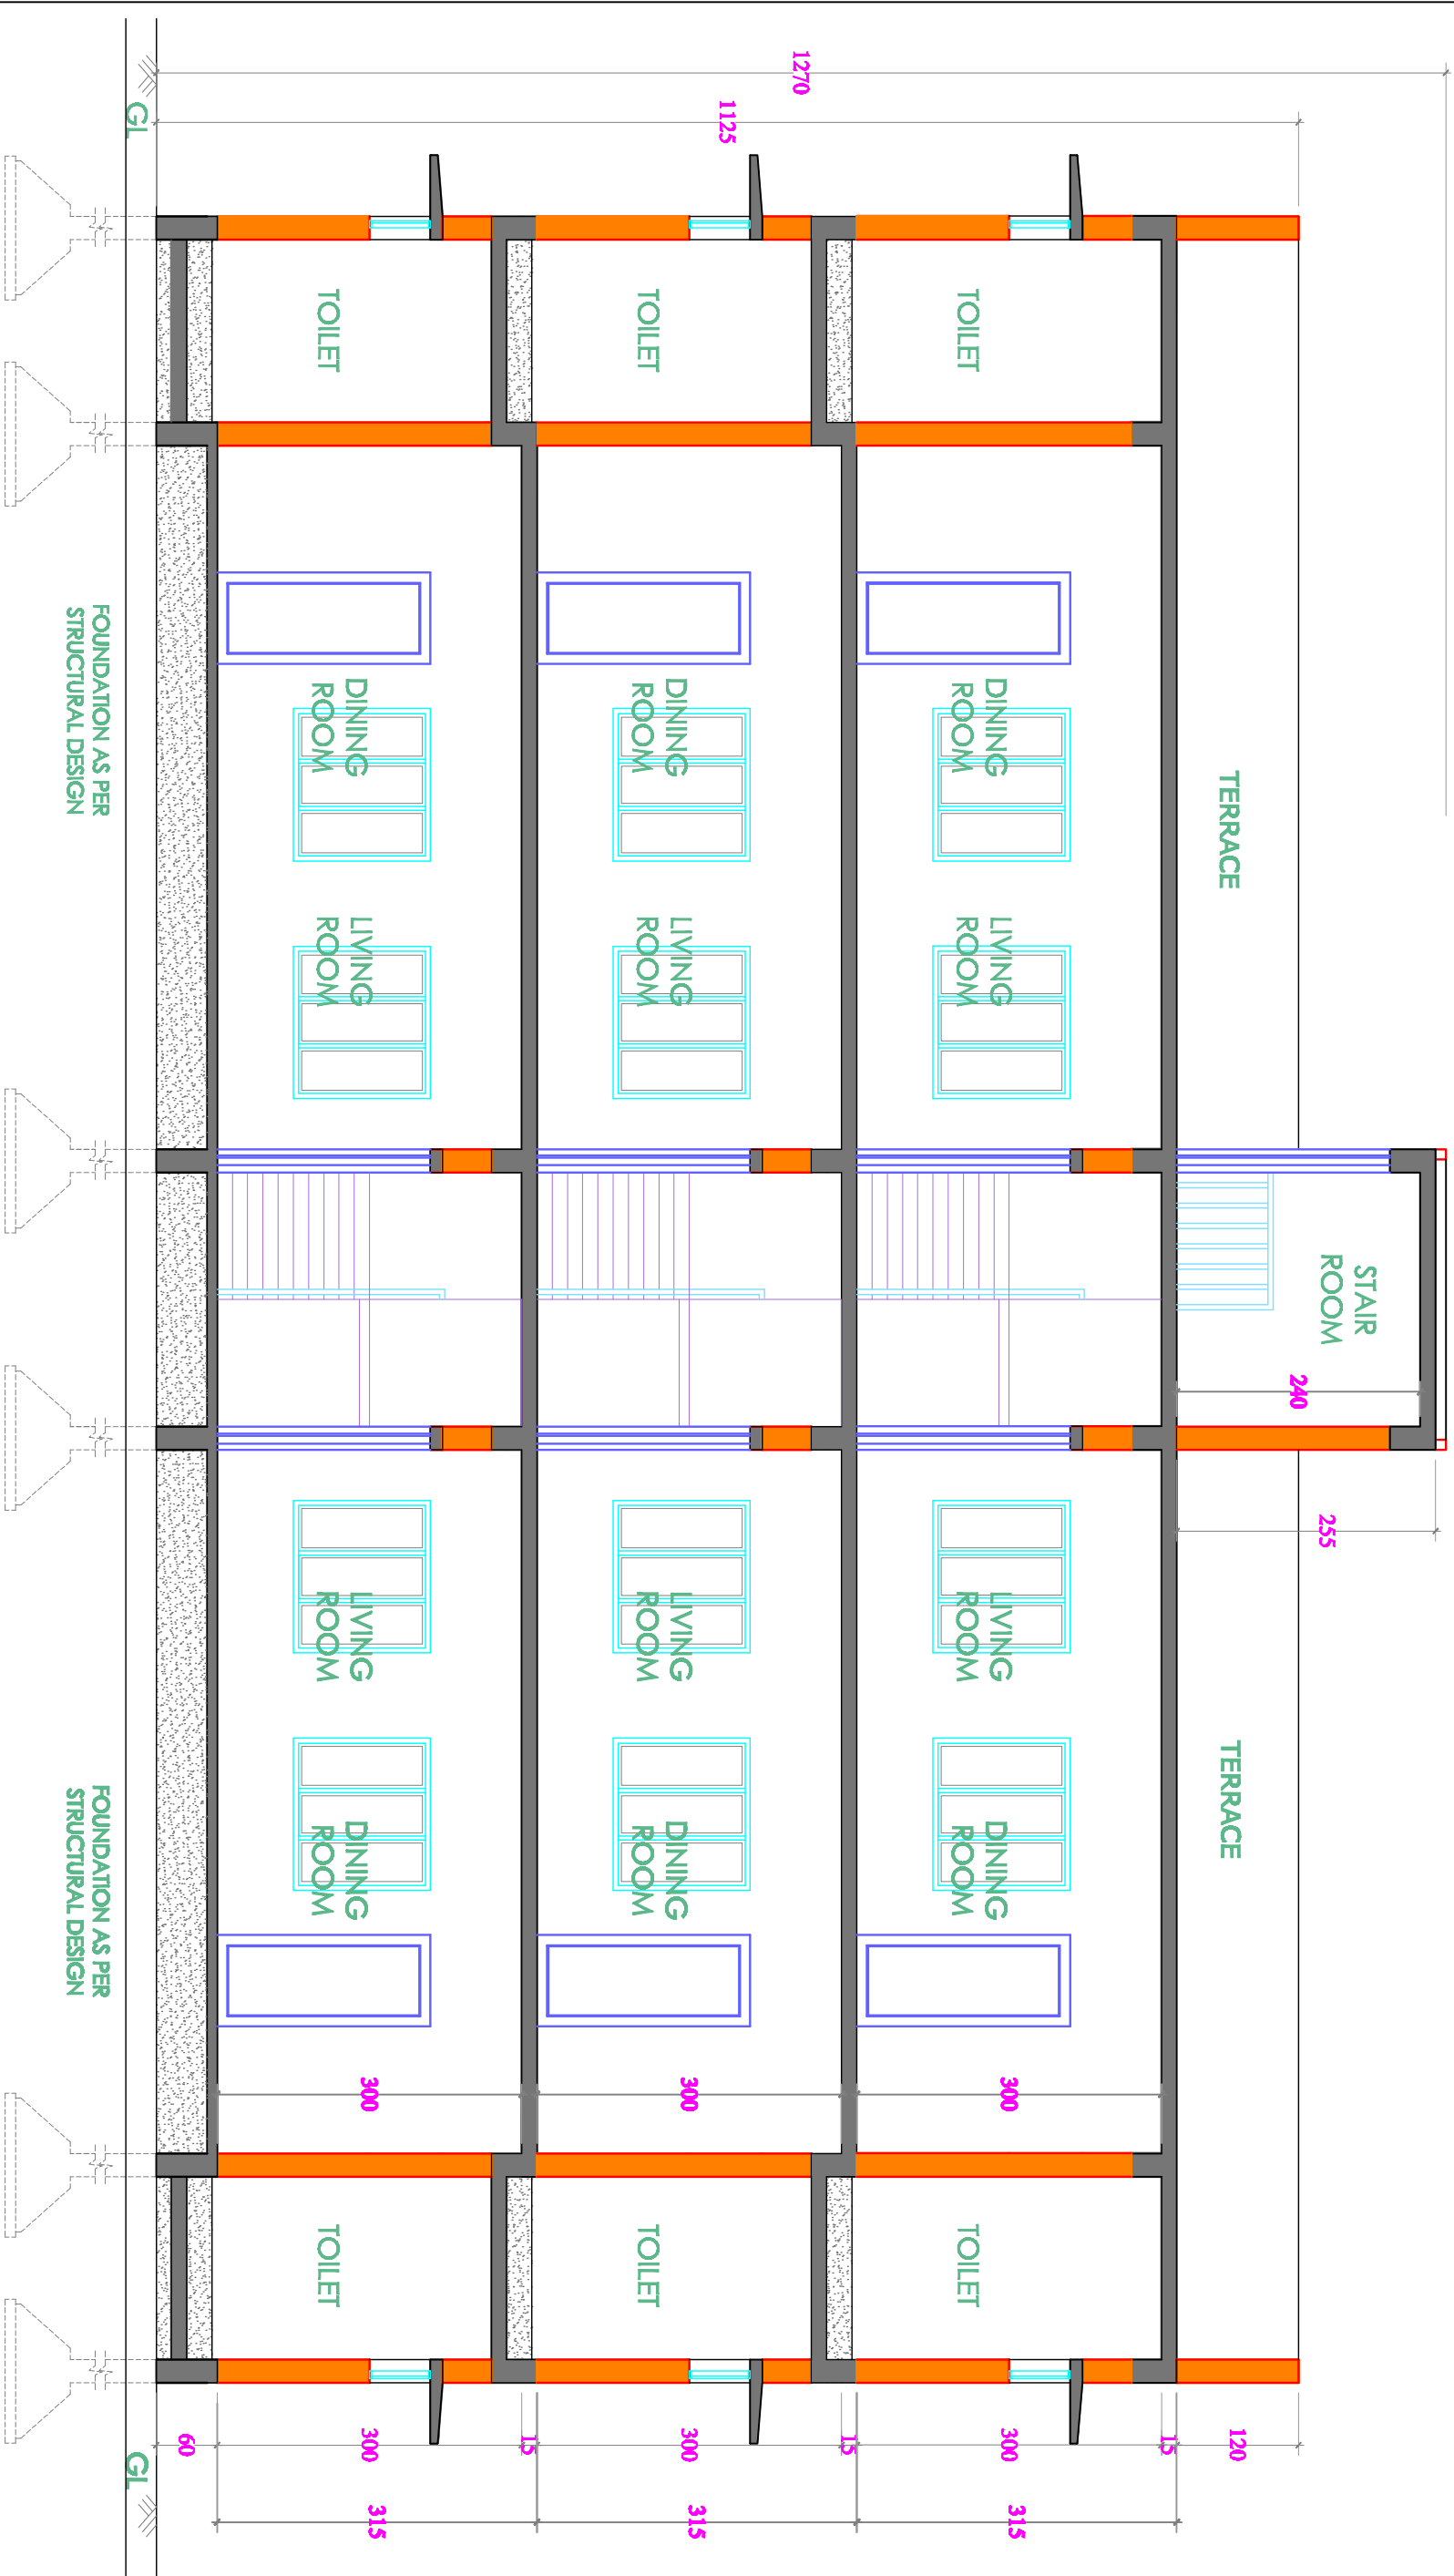 STAIR
ROOM
255
240
TERRACE
TERRACE
120
15
TOILET
DINING
ROOM
LIVING
ROOM
LIVING
ROOM
DINING
ROOM
300
TOILET
300
315
15
1270
1125
TOILET
DINING
ROOM
LIVING
ROOM
LIVING
ROOM
DINING
ROOM
300
TOILET
300
315
15
TOILET
DINING
ROOM
LIVING
ROOM
LIVING
ROOM
DINING
ROOM
300
TOILET
300
315
60
GL
GL
FOUNDATION AS PER
STRUCTURAL DESIGN
FOUNDATION AS PER
STRUCTURAL DESIGN